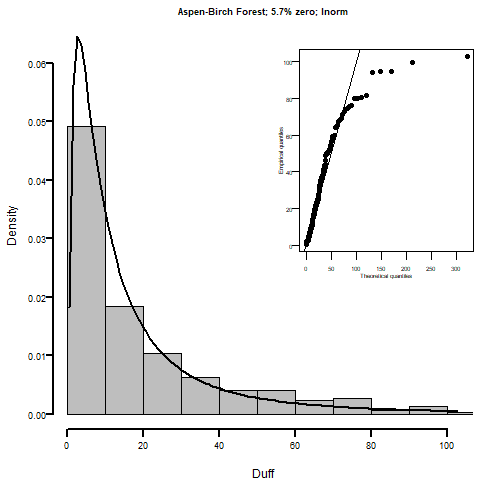 Aspen-Birch Forest; 5.7% zero; lnorm
Density
0.06
0.05
0.04
0.03
0.02
0.01
0.00
0 20 40 60 80 100
Duff
Empirical quantiles
100
80
60
40
20
0
0 50 100 150 200 250 300
Theoretical quantiles